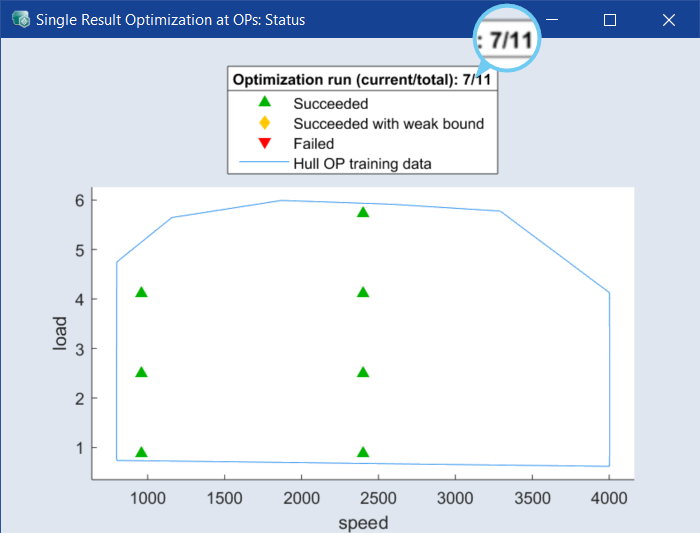 Single Result Optimization at OPs: Status
: 7/11
Optimization run (current/total): 7/11
Succeeded
Succeeded with weak bound
Failed
Hull OP training data
6
5
4
3
2
1
load
1000 1500 2000 2500 3000 3500 4000
speed